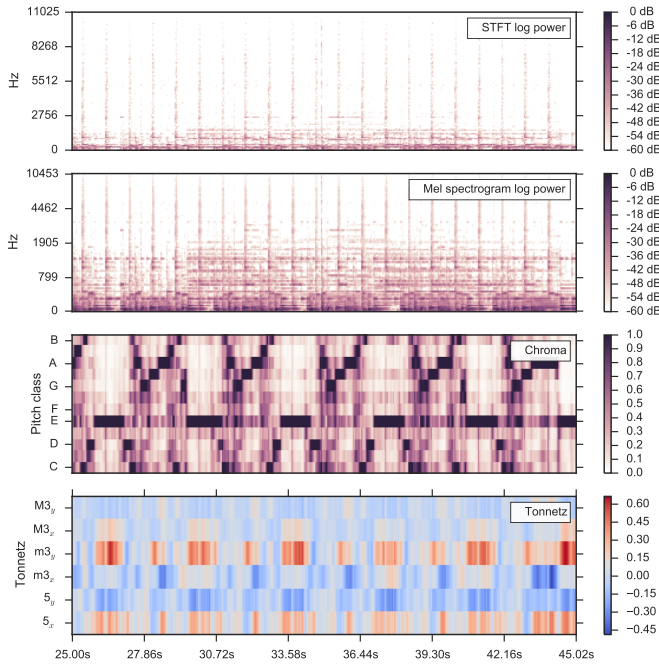 11025
8268
5512
2756
0
Hz
STFT log power
0 dB
-6 dB
-12 dB
-18 dB
-24 dB
-30 dB
-36 dB
-42 dB
-48 dB
-54 dB
-60 dB
10453
4462
1905
799
0
Hz
Mel spectrogram log power
0 dB
-6 dB
-12 dB
-18 dB
-24 dB
-30 dB
-36 dB
-42 dB
-48 dB
-54 dB
-60 dB
B
A
G
F
E
D
C
Pitch class
Chroma
1.0
0.9
0.8
0.7
0.6
0.5
0.4
0.3
0.2
0.1
0.0
M3y
M3x
m3y
m3x
5y
5x
Tonnetz
Tonnetz
0.60
0.45
0.30
0.15
0.00
-0.15
-0.30
-0.45
25.00s 27.86s 30.72s 33.58s 36.44s 39.30s 42.16s 45.02s